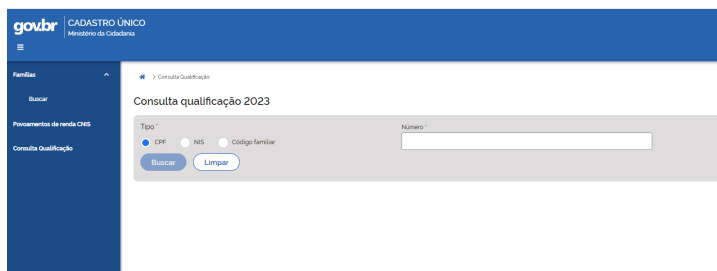 gov.br
CADASTRO ÚNICO
Ministério da Cidadania
Famílias
Buscar
Povoamentos de renda CNIS
Consulta Qualificação
> Consulta Qualificação
Consulta qualificação 2023
Tipo *
Número *
CPF NIS Código familiar
Buscar Limpar